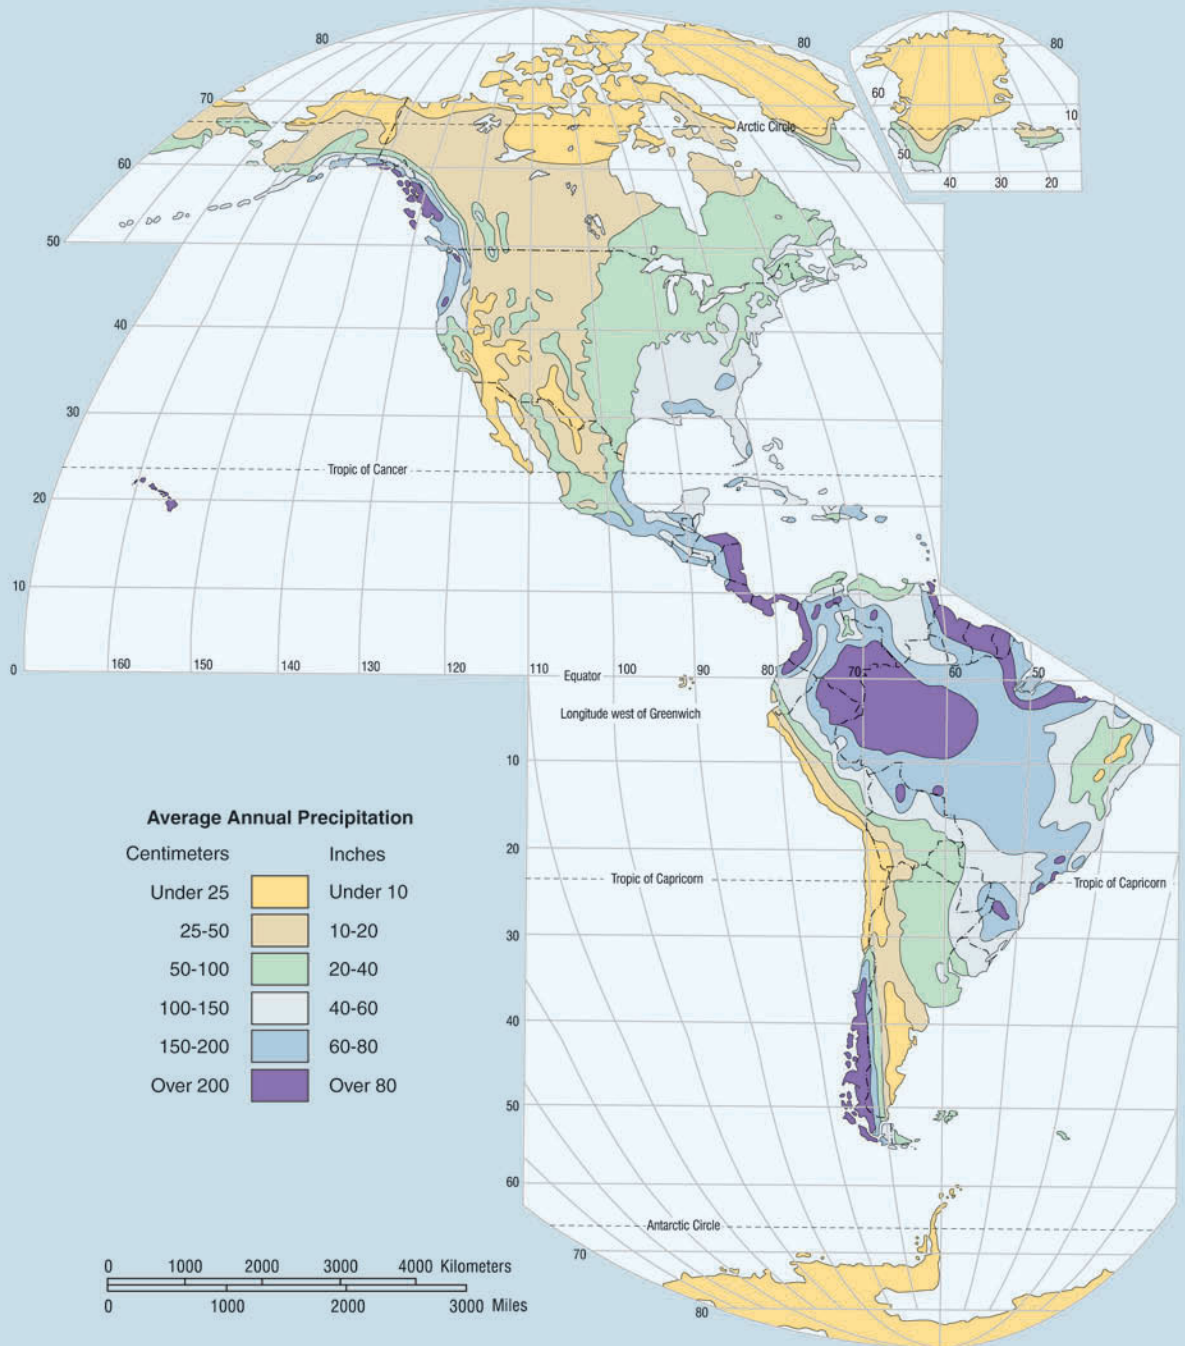 80
80
80
70
60
10
Arctic Circle
60
50
40
30
20
50
40
30
Tropic of Cancer
20
10
0
160
150
140
130
120
110
Equator
100
90
80
70
60
50
Longitude west of Greenwich
10
Average Annual Precipitation
Centimeters
Inches
Under 25
Under 10
25-50
10-20
50-100
20-40
100-150
40-60
150-200
60-80
Over 200
Over 80
20
Tropic of Capricorn
Tropic of Capricorn
30
40
50
60
Antarctic Circle
70
80
0 1000 2000 3000 4000 Kilometers
0 1000 2000 3000 Miles